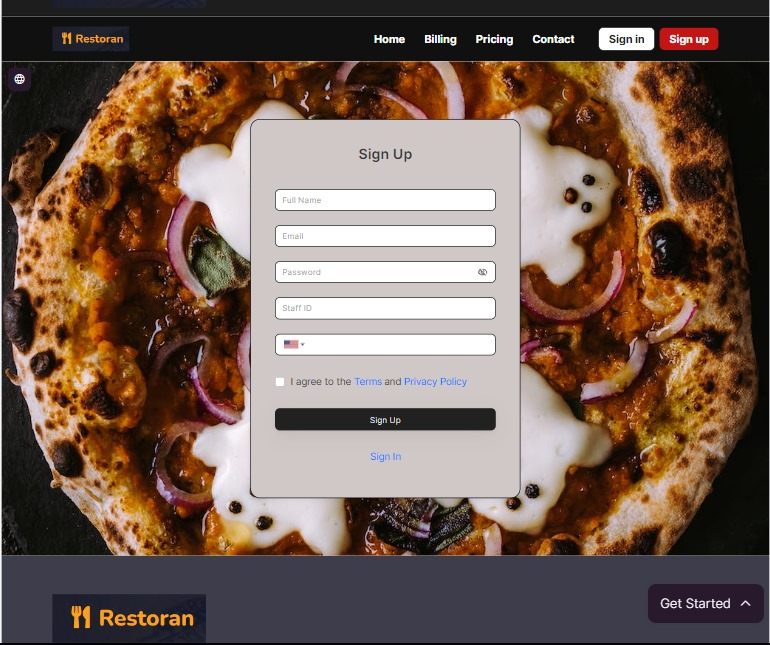 Restoran
Home Billing Pricing Contact Sign in Sign up
Sign Up
Full Name
Email
Password
Staff ID
I agree to the Terms and Privacy Policy
Sign Up
Sign In
Get Started
Restoran